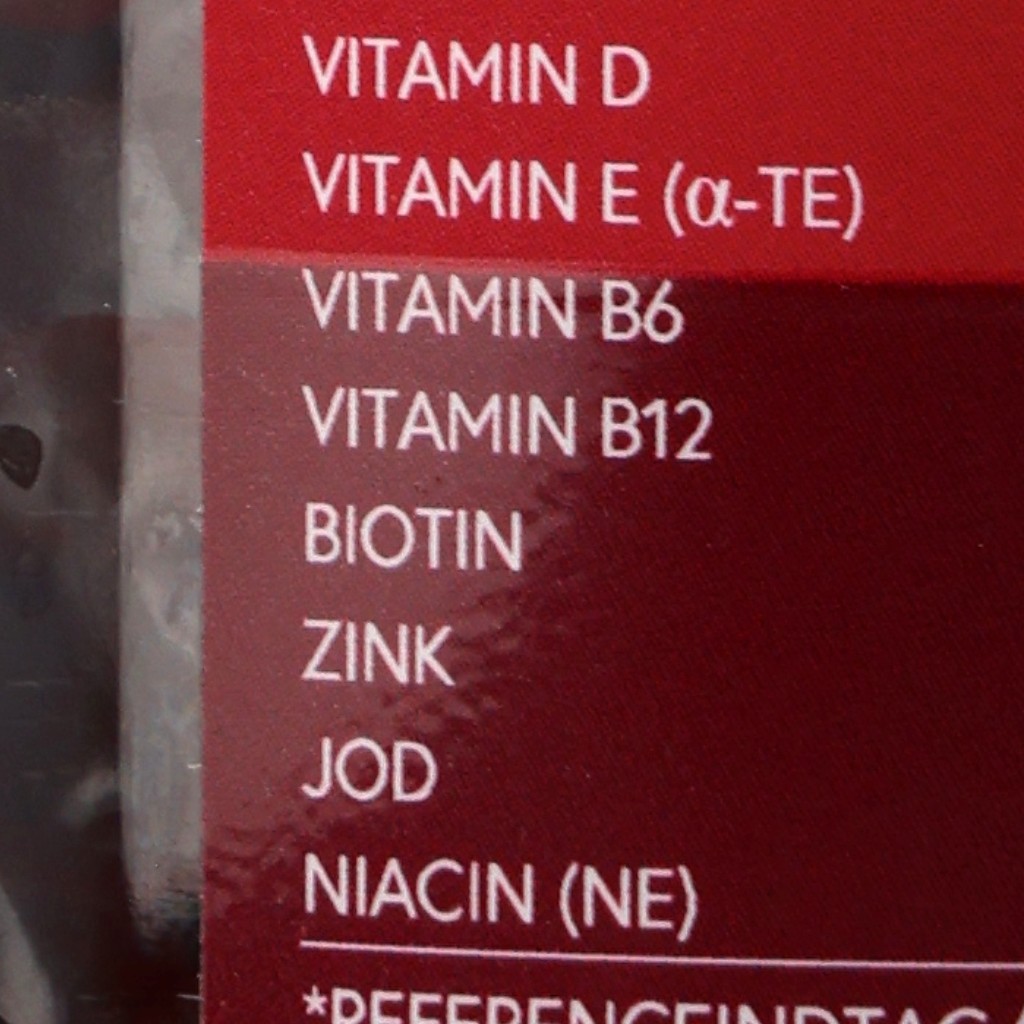 VITAMIN D
VITAMIN E (α-TE)
VITAMIN B6
VITAMIN B12
BIOTIN
ZINK
JOD
NIACIN (NE)